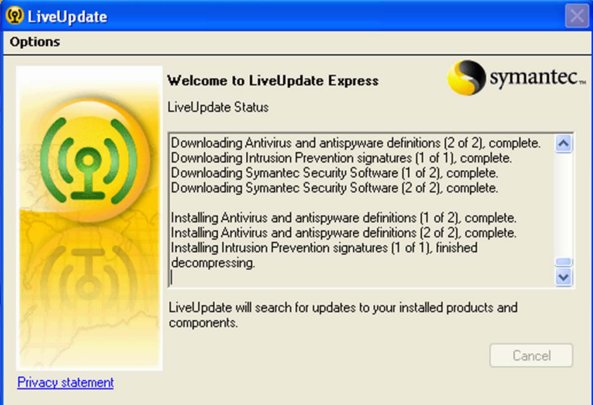 LiveUpdate
Options
symantec™
Welcome to LiveUpdate Express
LiveUpdate Status
Downloading Antivirus and antispyware definitions (2 of 2), complete.
Downloading Intrusion Prevention signatures (1 of 1), complete.
Downloading Symantec Security Software (1 of 2), complete.
Downloading Symantec Security Software (2 of 2), complete.
Installing Antivirus and antispyware definitions (1 of 2), complete.
Installing Antivirus and antispyware definitions (2 of 2), complete.
Installing Intrusion Prevention signatures (1 of 1), finished
decompressing.
LiveUpdate will search for updates to your installed products and
components.
Cancel
Privacy statement